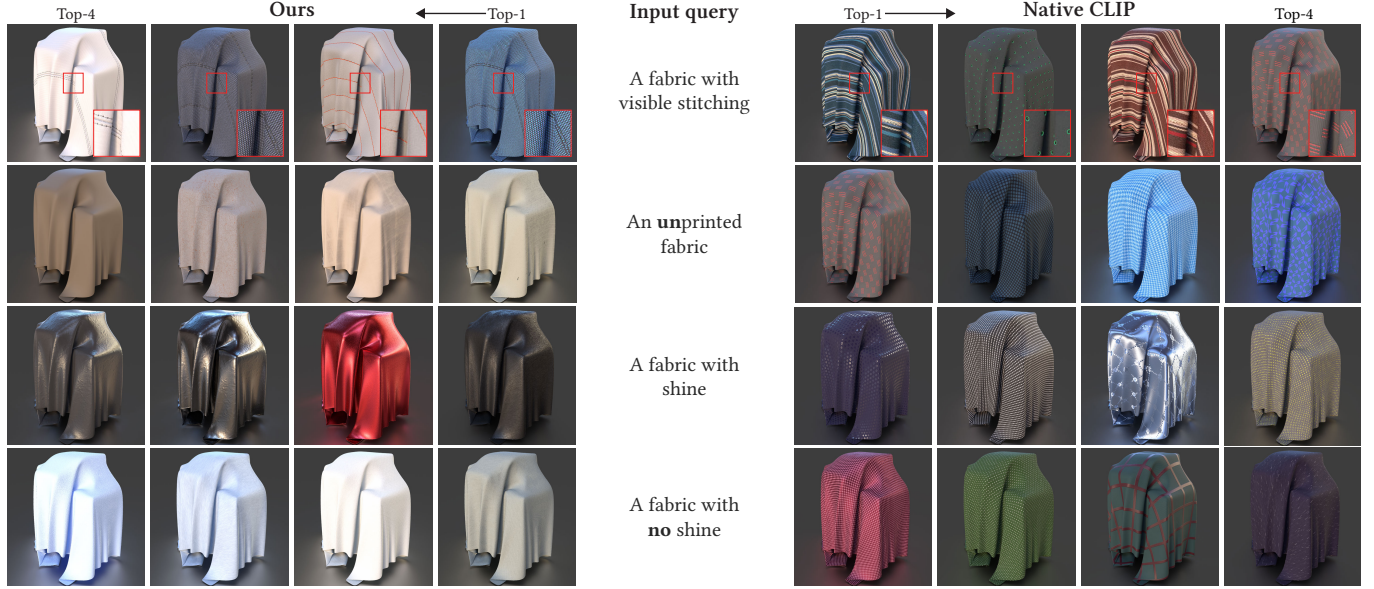 Ours
Top-4
Top-1
Input query
Native CLIP
Top-1
Top-4
A fabric with
visible stitching
An unprinted
fabric
A fabric with
shine
A fabric with
no shine